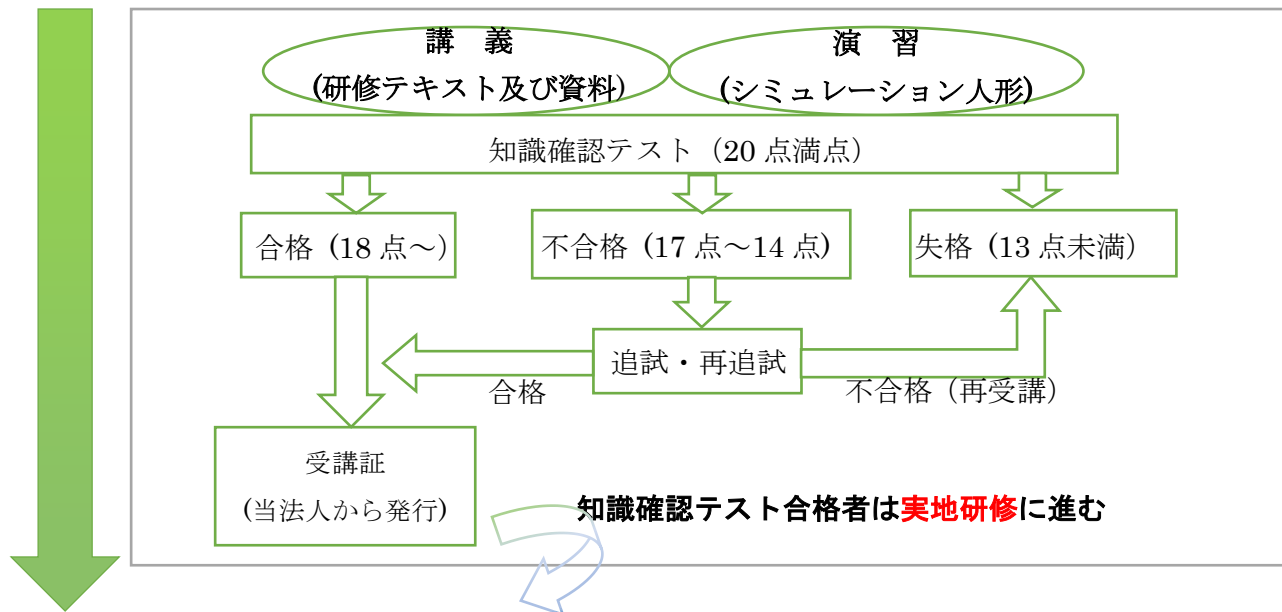 講　義
(研修テキスト及び資料)
演　習
(シミュレーション人形)
知識確認テスト（20 点満点）
合格（18 点～）
不合格（17 点～14 点）
失格（13 点未満）
追試・再追試
合格
不合格（再受講）
受講証
(当法人から発行)
知識確認テスト合格者は実地研修に進む